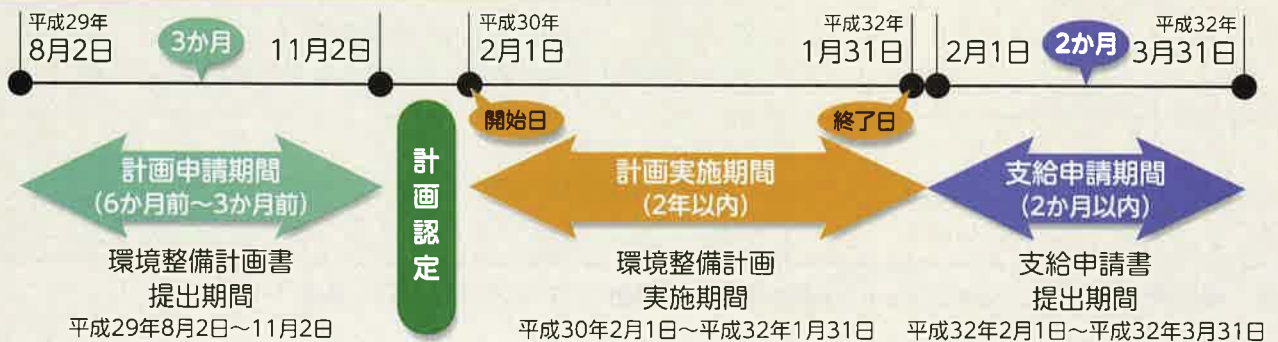 平成29年
8月2日
3か月
11月2日
平成30年
2月1日
平成32年
1月31日
2月1日
2か月
平成32年
3月31日
開始日
終了日
計画申請期間
(6か月前～3か月前)
計画認定
計画実施期間
(2年以内)
支給申請期間
(2か月以内)
環境整備計画書
提出期間
平成29年8月2日～11月2日
環境整備計画
実施期間
平成30年2月1日～平成32年1月31日
支給申請書
提出期間
平成32年2月1日～平成32年3月31日